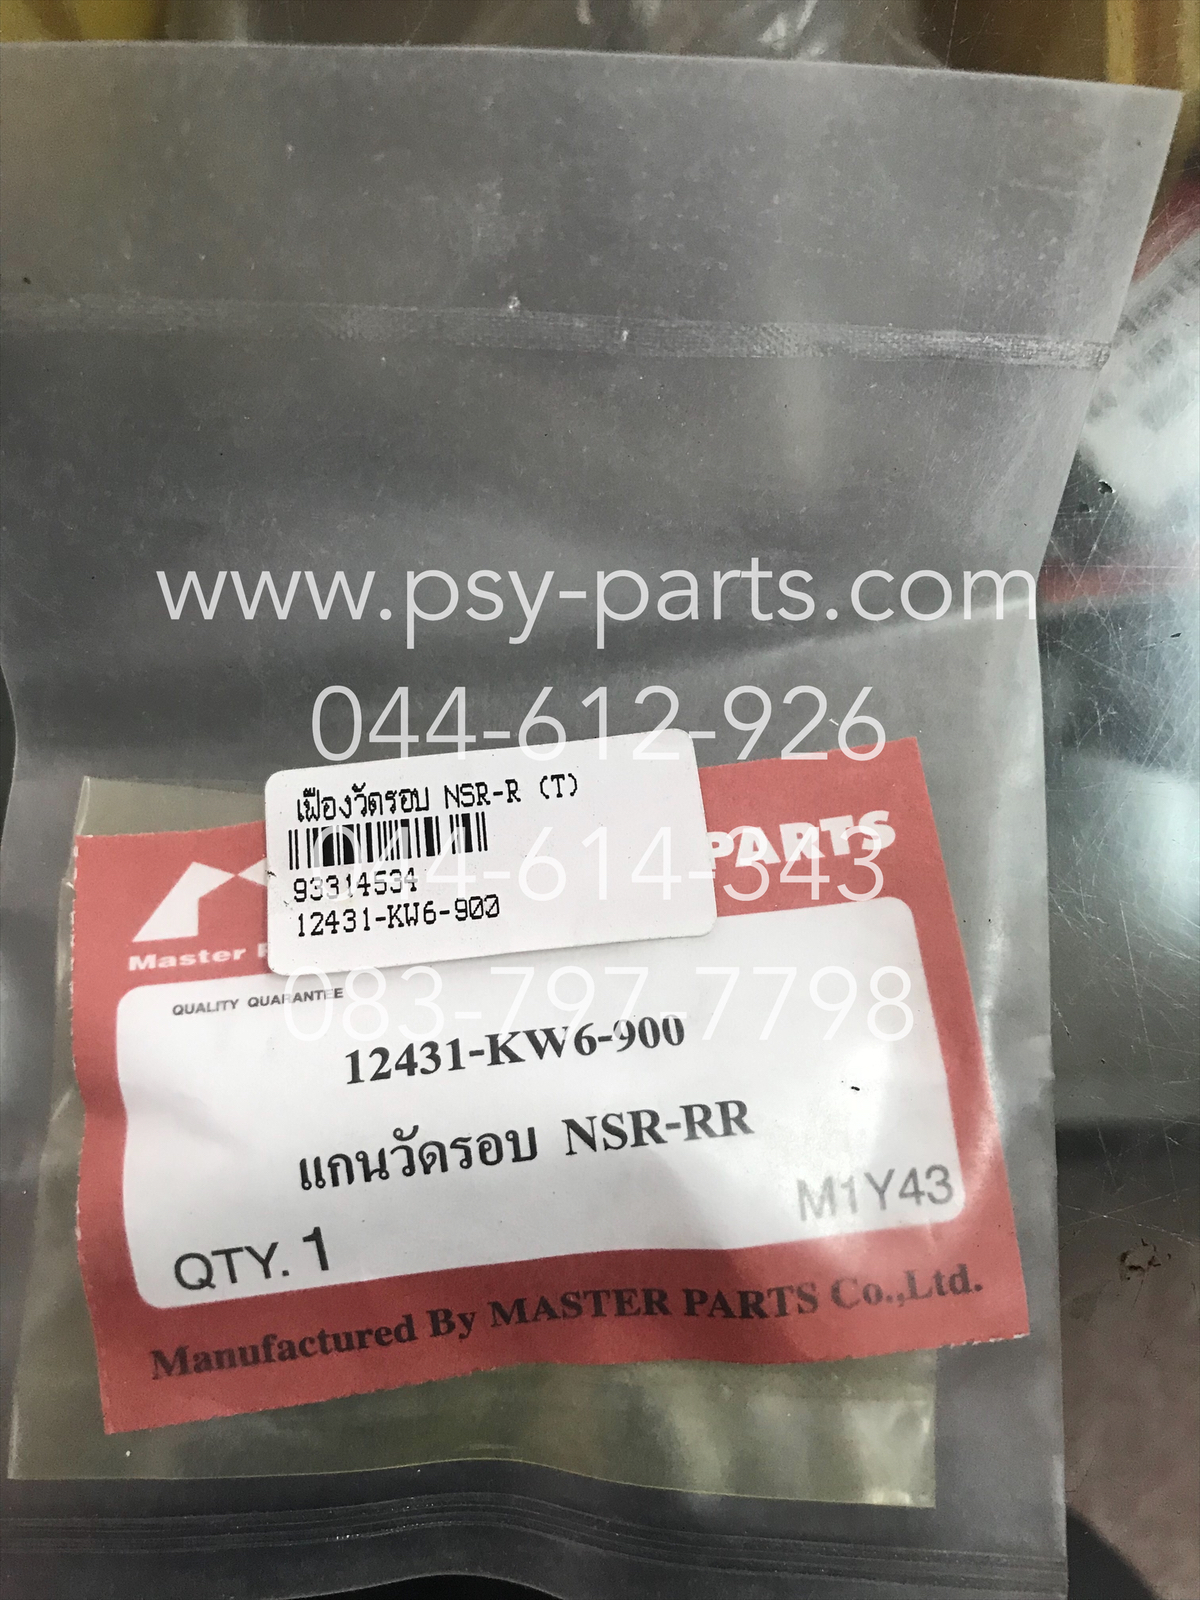 www.psy-parts.com
044-612-926
044-614-343
083-797-7798
เฟืองวัดรอบ NSR-R (T)
93314534
12431-KW6-900
PARTS
Master
QUALITY QUARANTEE
12431-KW6-900
แกนวัดรอบ NSR-RR
M1Y43
QTY. 1
Manufactured By MASTER PARTS Co.,Ltd.